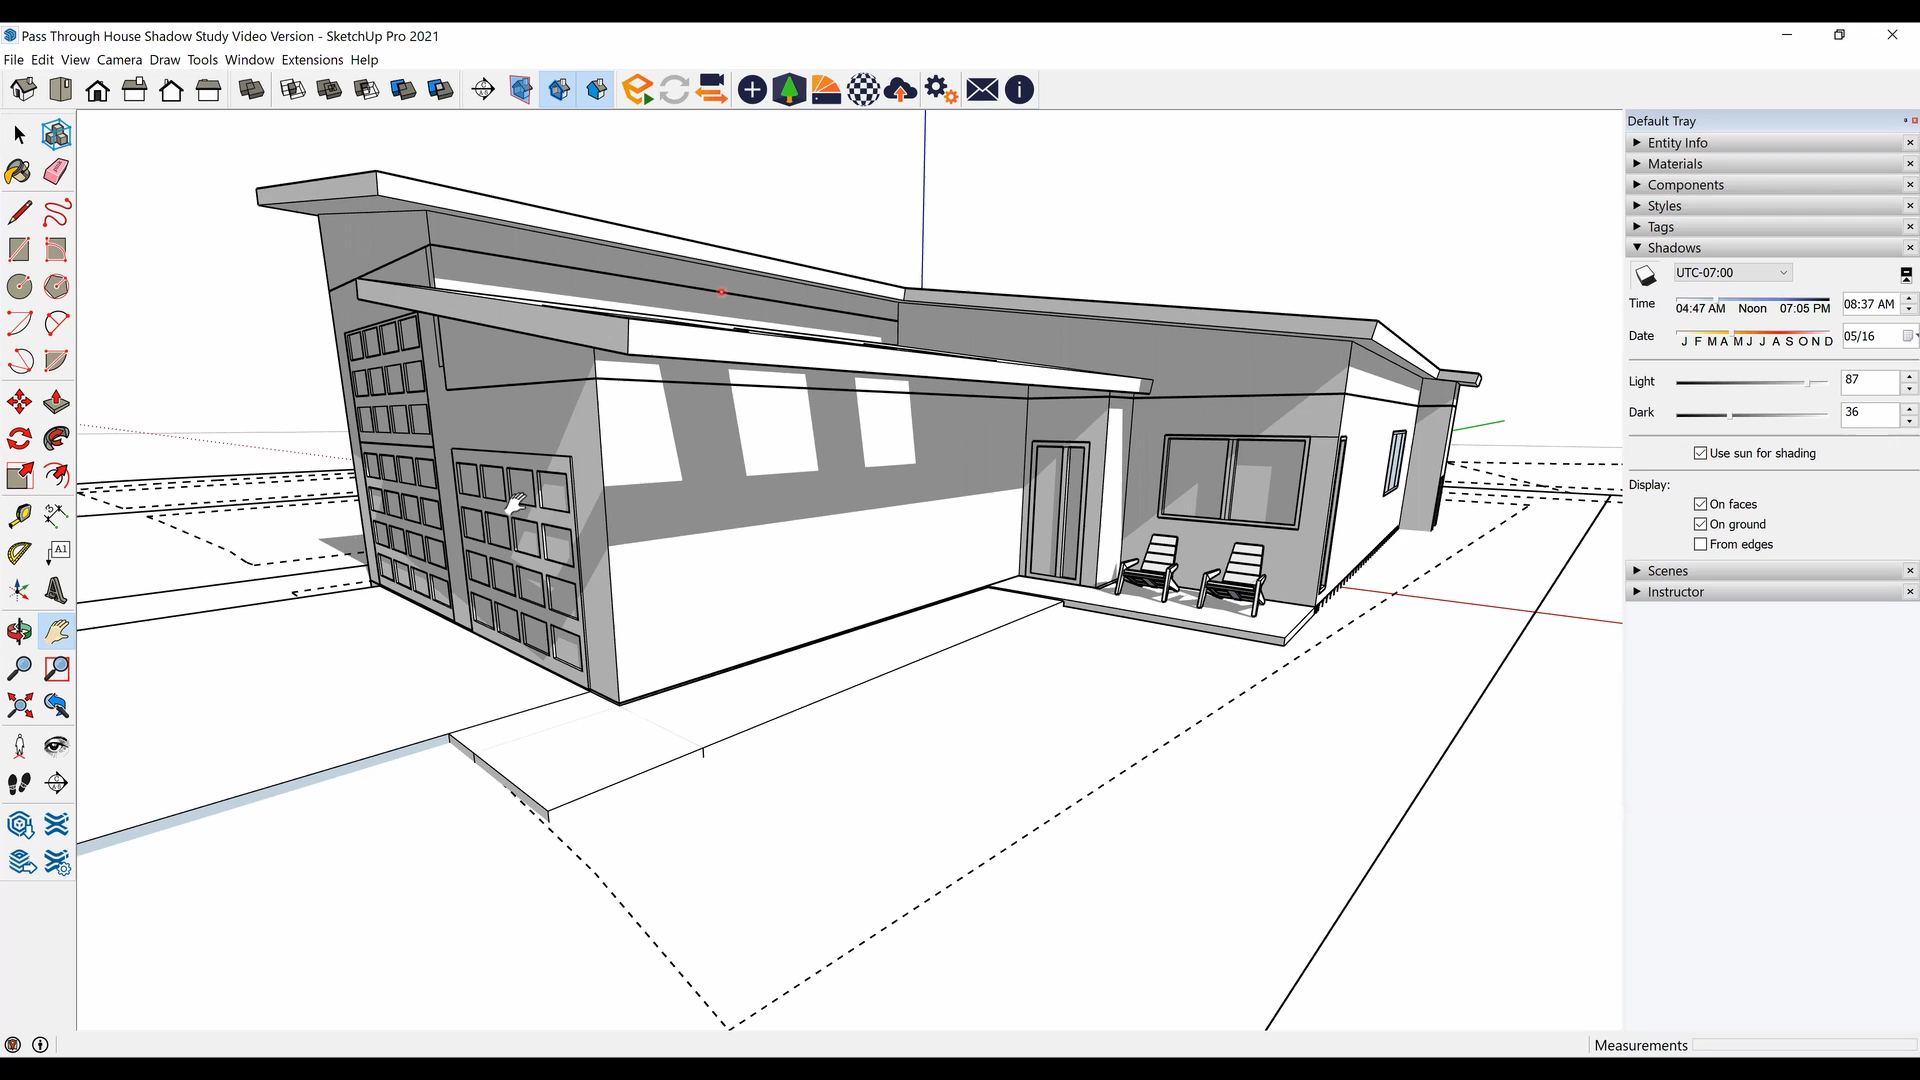 Pass Through House Shadow Study Video Version - SketchUp Pro 2021
File Edit View Camera Draw Tools Window Extensions Help
Default Tray
Entity Info
Materials
Components
Styles
Tags
Shadows
UTC-07:00
Time
04:47 AM Noon 07:05 PM
08:37 AM
Date
J F M A M J J A S O N D
05/16
Light
87
Dark
36
Use sun for shading
Display:
On faces
On ground
From edges
Scenes
Instructor
A1
Measurements